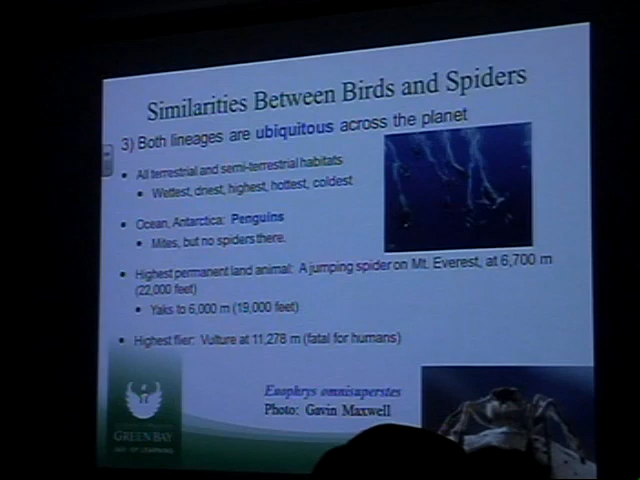 Similarities Between Birds and Spiders
3) Both lineages are ubiquitous across the planet
• All terrestrial and semi-terrestrial habitats
• Wettest, driest, highest, hottest, coldest
• Ocean, Antarctica: Penguins
• Mites, but no spiders there.
• Highest permanent land animal: A jumping spider on Mt. Everest, at 6,700 m
(22,000 feet)
• Yaks to 6,000 m (19,000 feet)
• Highest flier: Vulture at 11,278 m (fatal for humans)
Euophrys omnisuperstes
Photo: Gavin Maxwell
GREEN BAY
DAY OF LEARNING